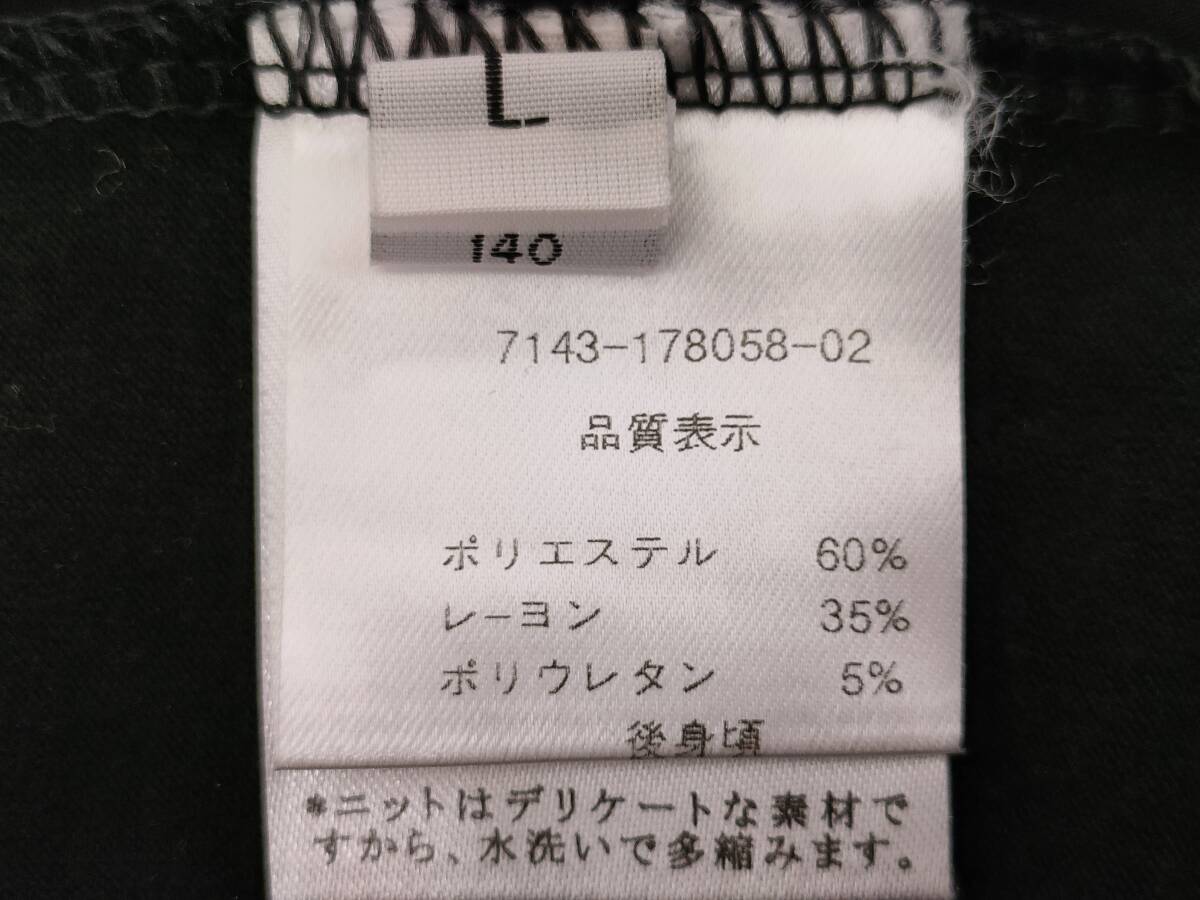 L
140
7143-178058-02
品質表示
ポリエステル 60%
レーヨン 35%
ポリウレタン 5%
後身頃
*ニットはデリケートな素材で
すから、水洗いで多縮みます。